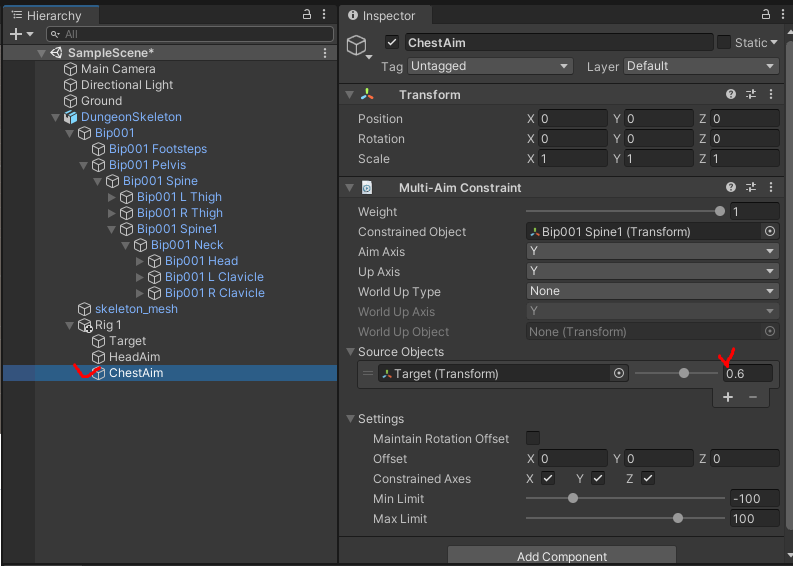 Hierarchy
All
SampleScene*
Main Camera
Directional Light
Ground
DungeonSkeleton
Bip001
Bip001 Footsteps
Bip001 Pelvis
Bip001 Spine
Bip001 L Thigh
Bip001 R Thigh
Bip001 Spine1
Bip001 Neck
Bip001 Head
Bip001 L Clavicle
Bip001 R Clavicle
skeleton_mesh
Rig 1
Target
HeadAim
ChestAim
Inspector
ChestAim Static
Tag Untagged Layer Default
Transform
Position X 0 Y 0 Z 0
Rotation X 0 Y 0 Z 0
Scale X 1 Y 1 Z 1
Multi-Aim Constraint
Weight 1
Constrained Object Bip001 Spine1 (Transform)
Aim Axis Y
Up Axis Y
World Up Type None
World Up Axis Y
World Up Object None (Transform)
Source Objects
Target (Transform) 0.6
Settings
Maintain Rotation Offset
Offset X 0 Y 0 Z 0
Constrained Axes X Y Z
Min Limit -100
Max Limit 100
Add Component